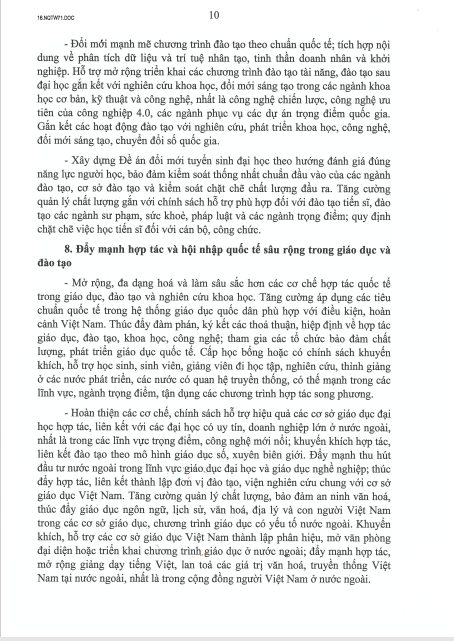 18.NQTW71.DOC
10
- Đổi mới mạnh mẽ chương trình đào tạo theo chuẩn quốc tế; tích hợp nội
dung về phân tích dữ liệu và trí tuệ nhân tạo, tinh thần doanh nhân và khởi
nghiệp. Hỗ trợ mở rộng triển khai các chương trình đào tạo tài năng, đào tạo sau
đại học gắn kết với nghiên cứu khoa học, đổi mới sáng tạo trong các ngành khoa
học cơ bản, kỹ thuật và công nghệ, nhất là công nghệ chiến lược, công nghệ ưu
tiên của công nghiệp 4.0, các ngành phục vụ các dự án trọng điểm quốc gia.
Gắn kết các hoạt động đào tạo với nghiên cứu, phát triển khoa học, công nghệ,
đổi mới sáng tạo, chuyển đổi số quốc gia.
- Xây dựng Đề án đổi mới tuyển sinh đại học theo hướng đánh giá đúng
năng lực người học, bảo đảm kiểm soát thống nhất chuẩn đầu vào của các ngành
đào tạo, cơ sở đào tạo và kiểm soát chặt chẽ chất lượng đầu ra. Tăng cường
quản lý chất lượng gắn với chính sách hỗ trợ phù hợp đối với đào tạo tiến sĩ, đào
tạo các ngành sư phạm, sức khoẻ, pháp luật và các ngành trọng điểm; quy định
chặt chẽ việc học tiến sĩ đối với cán bộ, công chức.
8. Đẩy mạnh hợp tác và hội nhập quốc tế sâu rộng trong giáo dục và
đào tạo
- Mở rộng, đa dạng hoá và làm sâu sắc hơn các cơ chế hợp tác quốc tế
trong giáo dục, đào tạo và nghiên cứu khoa học. Tăng cường áp dụng các tiêu
chuẩn quốc tế trong hệ thống giáo dục quốc dân phù hợp với điều kiện, hoàn
cảnh Việt Nam. Thúc đẩy đàm phán, ký kết các thoả thuận, hiệp định về hợp tác
giáo dục, đào tạo, khoa học, công nghệ; tham gia các tổ chức bảo đảm chất
lượng, phát triển giáo dục quốc tế. Cấp học bổng hoặc có chính sách khuyến
khích, hỗ trợ học sinh, sinh viên, giảng viên đi học tập, nghiên cứu, thỉnh giảng
ở các nước phát triển, các nước có quan hệ truyền thống, có thế mạnh trong các
lĩnh vực, ngành trọng điểm, tận dụng các chương trình hợp tác song phương.
- Hoàn thiện các cơ chế, chính sách hỗ trợ hiệu quả các cơ sở giáo dục đại
học hợp tác, liên kết với các đại học có uy tín, doanh nghiệp lớn ở nước ngoài,
nhất là trong các lĩnh vực trọng điểm, công nghệ mới nổi; khuyến khích hợp tác,
liên kết đào tạo theo mô hình giáo dục số, xuyên biên giới. Đẩy mạnh thu hút
đầu tư nước ngoài trong lĩnh vực giáo dục đại học và giáo dục nghề nghiệp; thúc
đẩy hợp tác, liên kết thành lập đơn vị đào tạo, viện nghiên cứu chung với cơ sở
giáo dục Việt Nam. Tăng cường quản lý chất lượng, bảo đảm an ninh văn hoá,
thúc đẩy giáo dục ngôn ngữ, lịch sử, văn hoá, địa lý và con người Việt Nam
trong các cơ sở giáo dục, chương trình giáo dục có yếu tố nước ngoài. Khuyến
khích, hỗ trợ các cơ sở giáo dục Việt Nam thành lập phân hiệu, mở văn phòng
đại diện hoặc triển khai chương trình giáo dục ở nước ngoài; đẩy mạnh hợp tác,
mở rộng giảng dạy tiếng Việt, lan toả các giá trị văn hoá, truyền thống Việt
Nam tại nước ngoài, nhất là trong cộng đồng người Việt Nam ở nước ngoài.